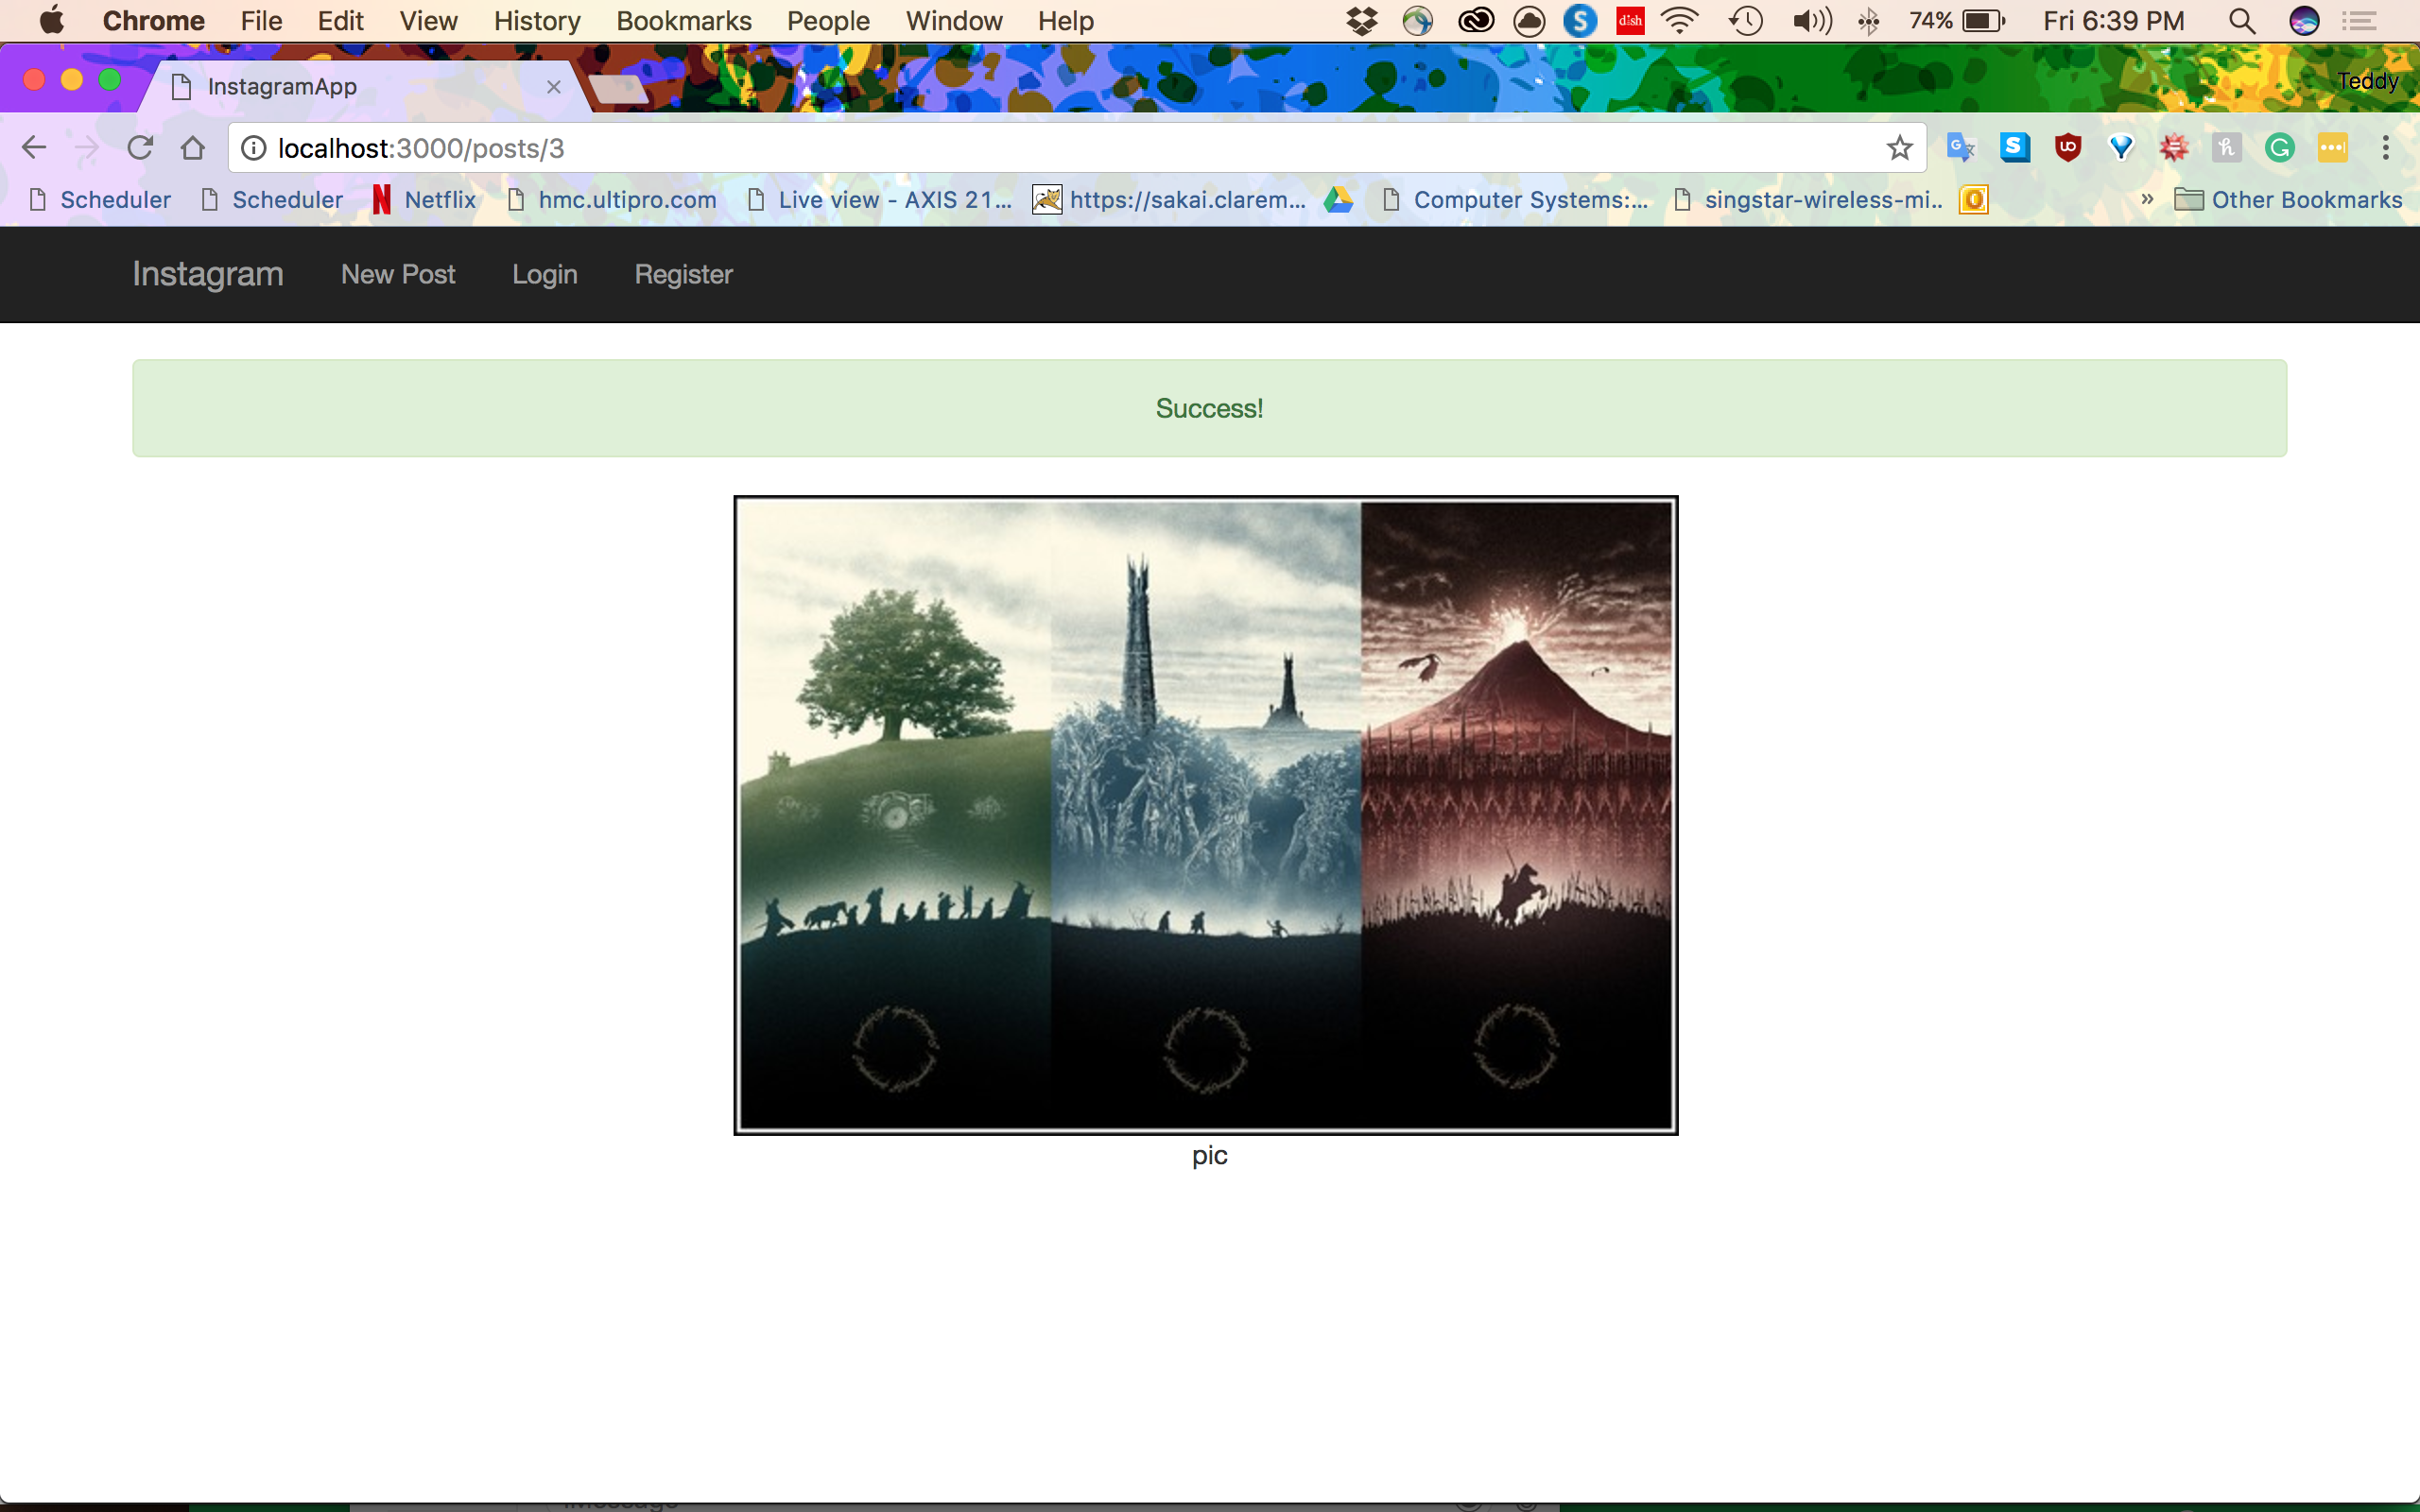 Chrome File Edit View History Bookmarks People Window Help dish 74% Fri 6:39 PM
InstagramApp Teddy
localhost:3000/posts/3
Scheduler Scheduler Netflix hmc.ultipro.com Live view - AXIS 21... https://sakai.clarem... Computer Systems:... singstar-wireless-mi.. » Other Bookmarks
Instagram New Post Login Register
Success!
pic